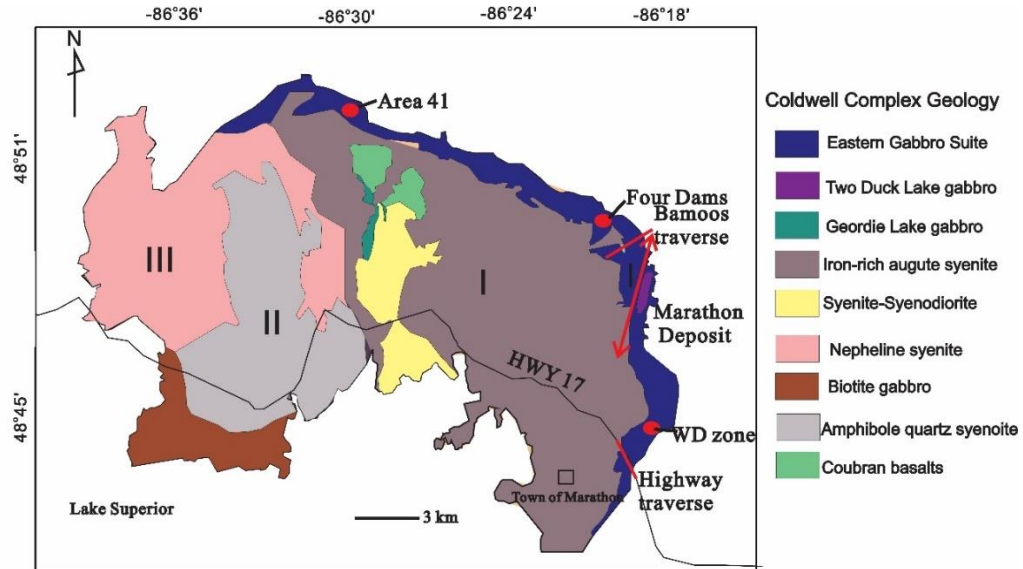 -86°36'
-86°30'
-86°24'
-86°18'
N
48°51'
48°45'
Area 41
Four Dams
Bamoos
traverse
III
II
I
I
Marathon
Deposit
HWY 17
WD zone
Highway
traverse
Town of Marathon
Lake Superior
3 km
Coldwell Complex Geology
Eastern Gabbro Suite
Two Duck Lake gabbro
Geordie Lake gabbro
Iron-rich augute syenite
Syenite-Syenodiorite
Nepheline syenite
Biotite gabbro
Amphibole quartz syenoite
Coubran basalts